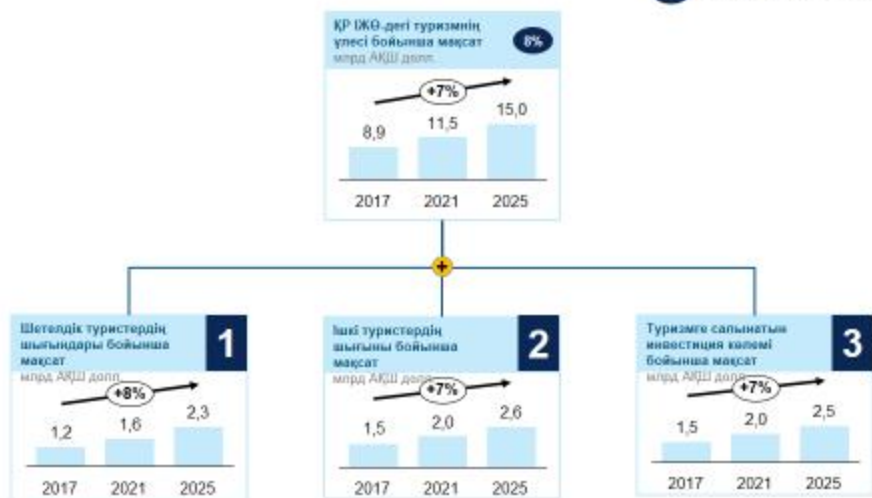 ҚР ІЖӨ-дегі туризмнің
үлесі бойынша мақсат
млрд АҚШ долл.
8%
+7%
8,9
11,5
15,0
2017
2021
2025
+
Шетелдік туристердің
шығындары бойынша
мақсат
млрд АҚШ долл.
1
+8%
1,2
1,6
2,3
2017
2021
2025
Ішкі туристердің
шығыны бойынша
мақсат
млрд АҚШ долл.
2
+7%
1,5
2,0
2,6
2017
2021
2025
Туризмге салынатын
инвестиция көлемі
бойынша мақсат
млрд АҚШ долл.
3
+7%
1,5
2,0
2,5
2017
2021
2025